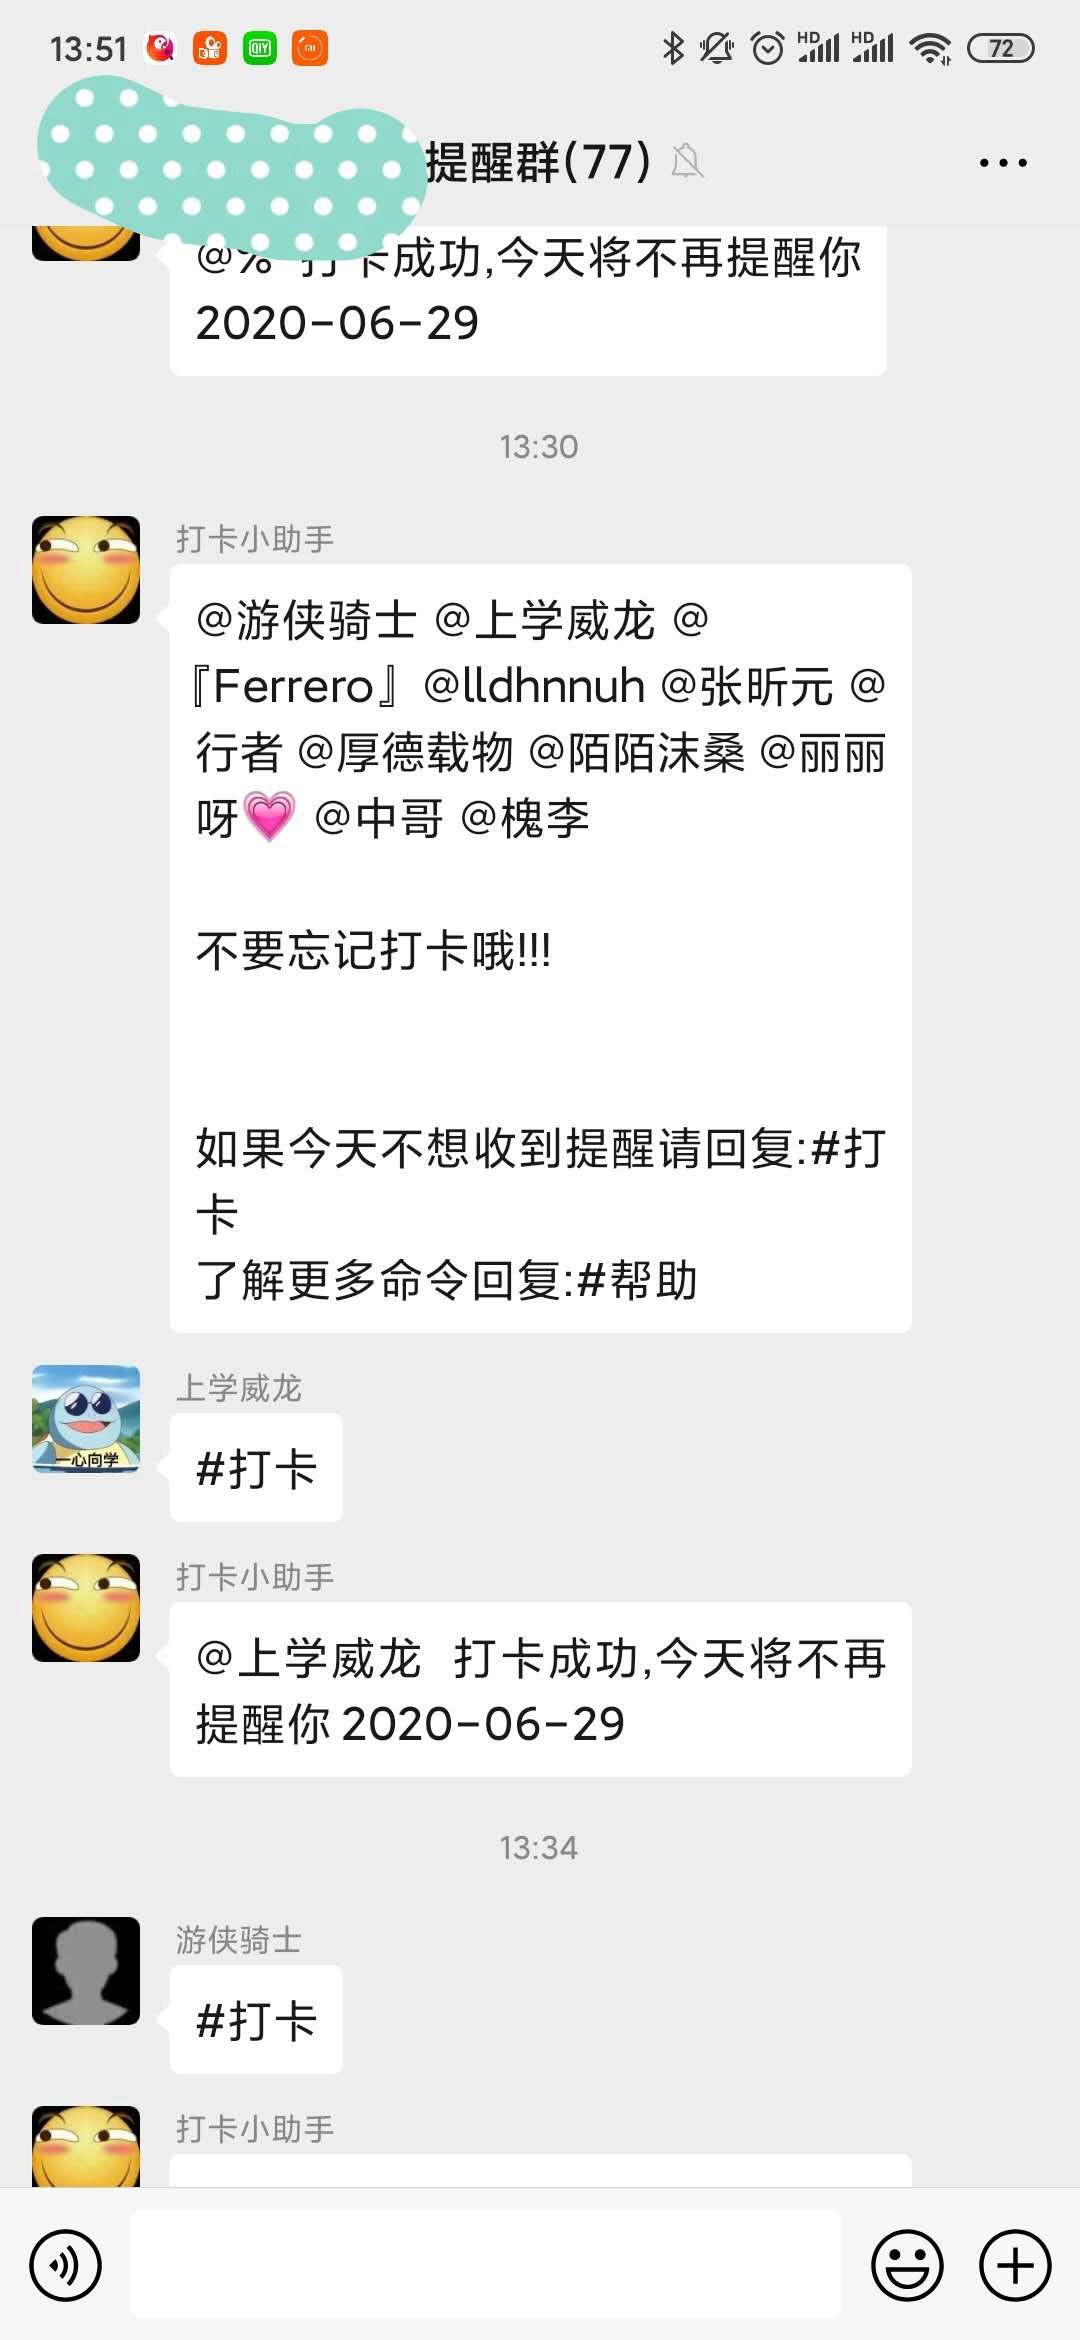 13:51
HD HD 72
提醒群(77)
@% 打卡成功,今天将不再提醒你
2020-06-29
13:30
打卡小助手
@游侠骑士 @上学威龙 @
『Ferrero』 @lldhnnuh @张昕元 @
行者 @厚德载物 @陌陌沫桑 @丽丽
呀💗 @中哥 @槐李
不要忘记打卡哦!!!
如果今天不想收到提醒请回复:#打
卡
了解更多命令回复:#帮助
上学威龙
一心向学
#打卡
打卡小助手
@上学威龙 打卡成功,今天将不再
提醒你 2020-06-29
13:34
游侠骑士
#打卡
打卡小助手